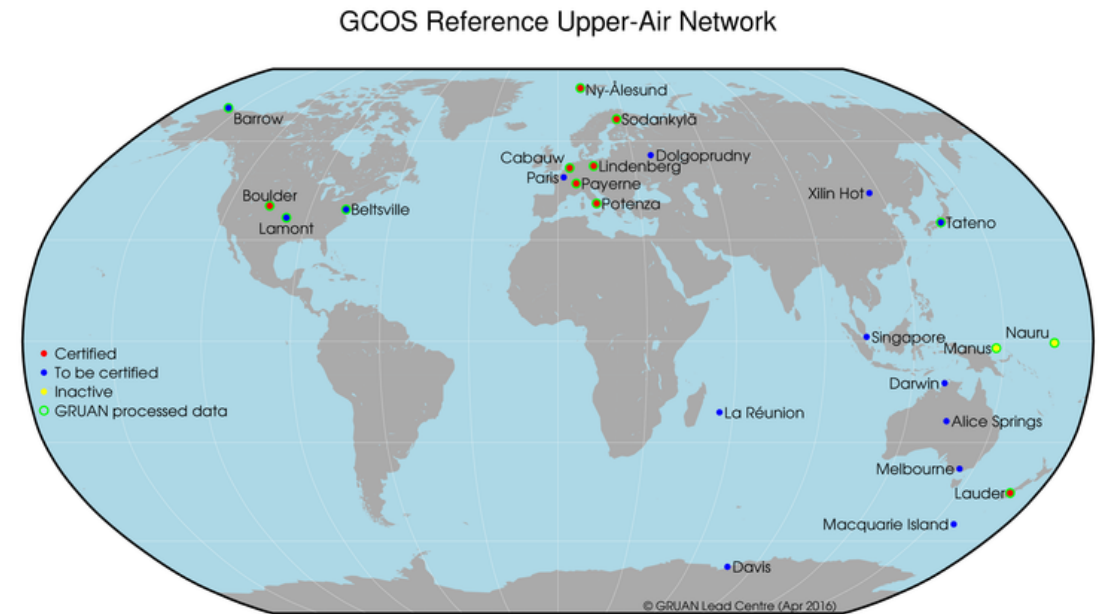 GCOS Reference Upper-Air Network
Ny-Ålesund
Barrow
Sodankylä
Cabauw
Dolgoprudny
Lindenberg
Paris
Payerne
Boulder
Xilin Hot
Potenza
Beltsville
Lamont
Tateno
Nauru
Singapore
Manus
Certified
To be certified
Inactive
GRUAN processed data
Darwin
La Réunion
Alice Springs
Melbourne
Lauder
Macquarie Island
Davis
© GRUAN Lead Centre (Apr 2016)